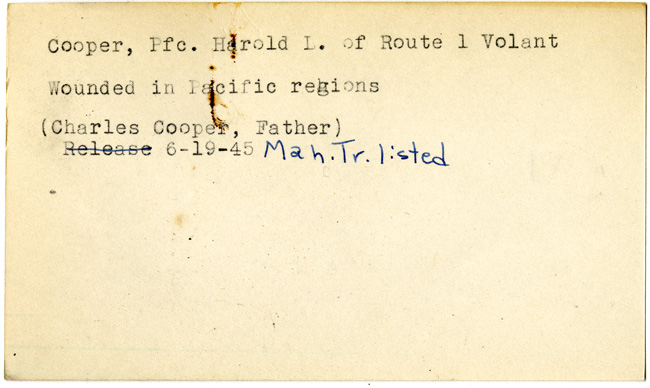 Cooper, Pfc. Harold L. of Route 1 Volant
Wounded in Pacific regions
(Charles Cooper, Father)
Release 6-19-45 Mah. Tr. listed